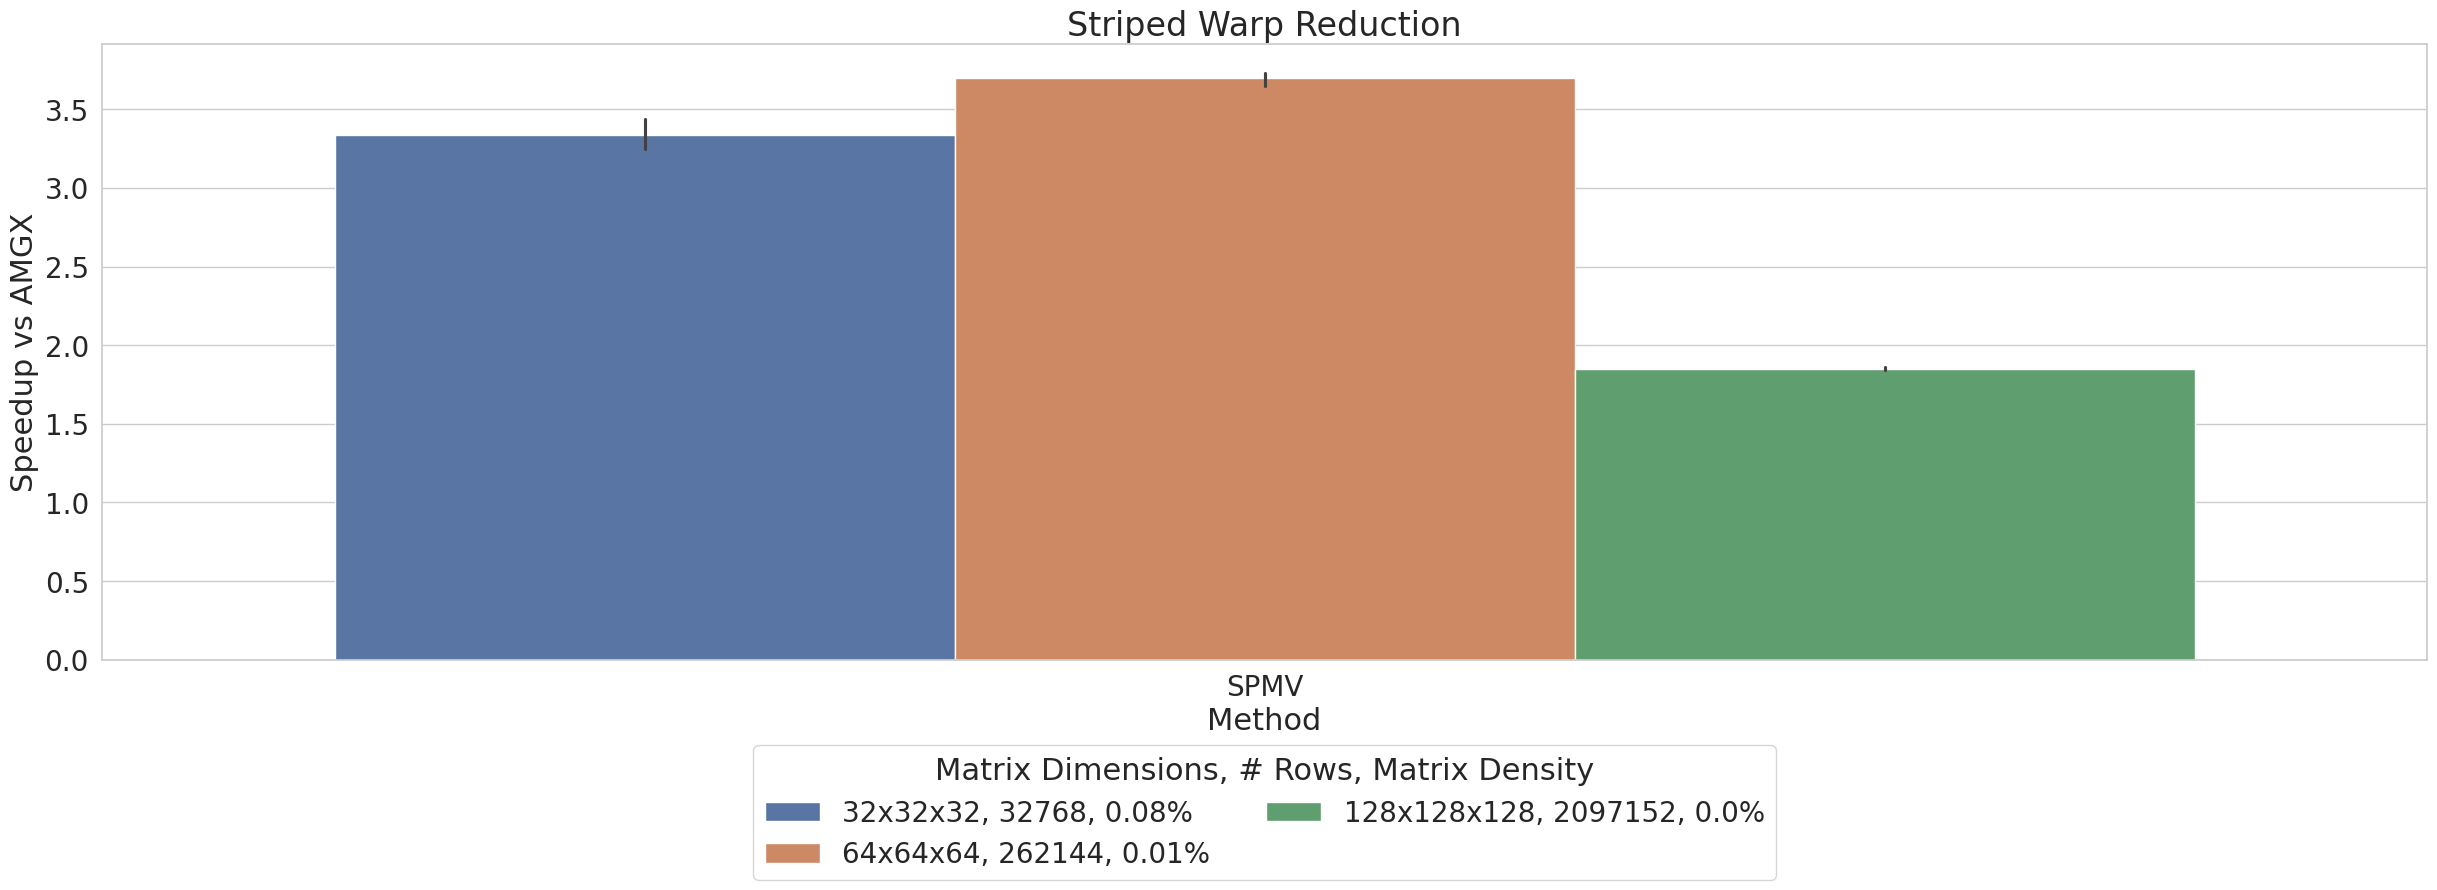 Striped Warp Reduction
Speedup vs AMGX
3.5
3.0
2.5
2.0
1.5
1.0
0.5
0.0
SPMV
Method
Matrix Dimensions, # Rows, Matrix Density
32x32x32, 32768, 0.08%
64x64x64, 262144, 0.01%
128x128x128, 2097152, 0.0%